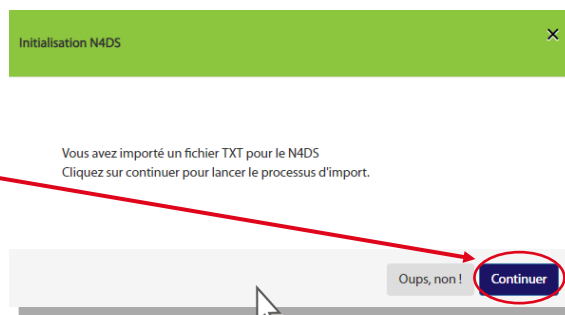 Initialisation N4DS
Vous avez importé un fichier TXT pour le N4DS
Cliquez sur continuer pour lancer le processus d'import.
Oups, non ! Continuer